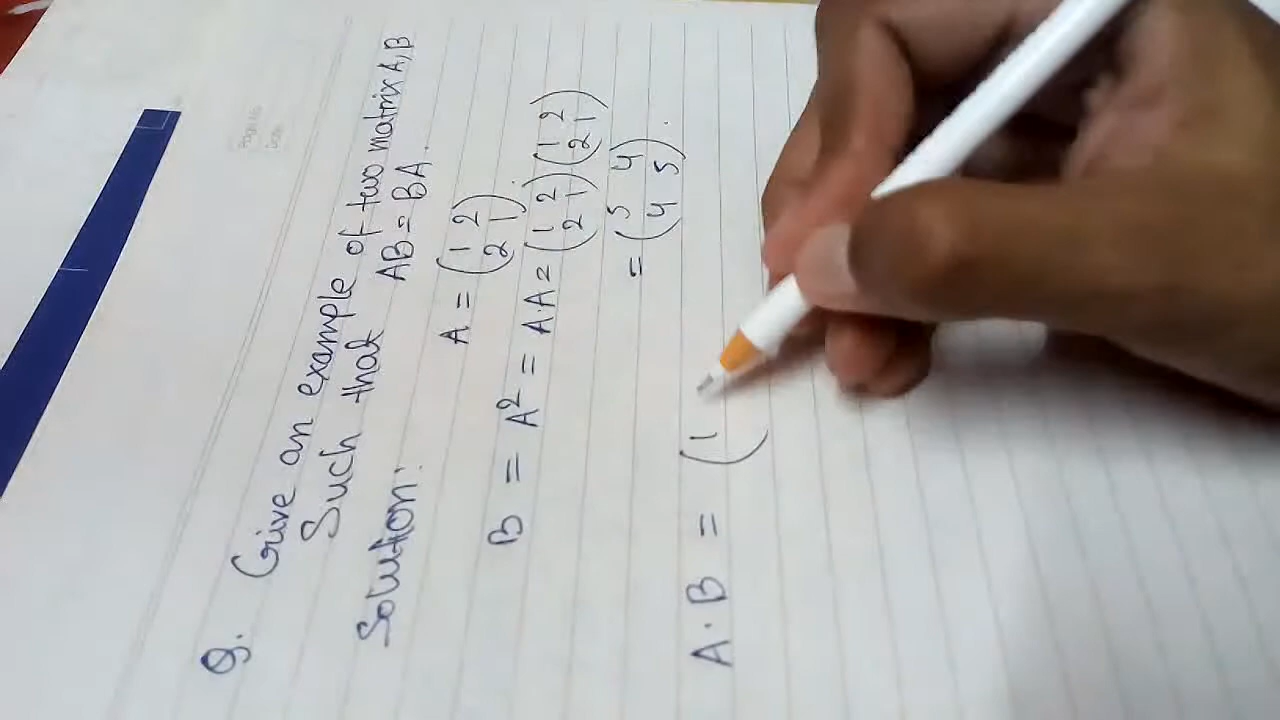 Q. Give an example of two matrix A, B
Such that AB = BA.
Solution:
A = (1 2
2 1).
B = A² = A·A = (1 2
2 1) (1 2
2 1)
= (5 4
4 5).
A·B = (1